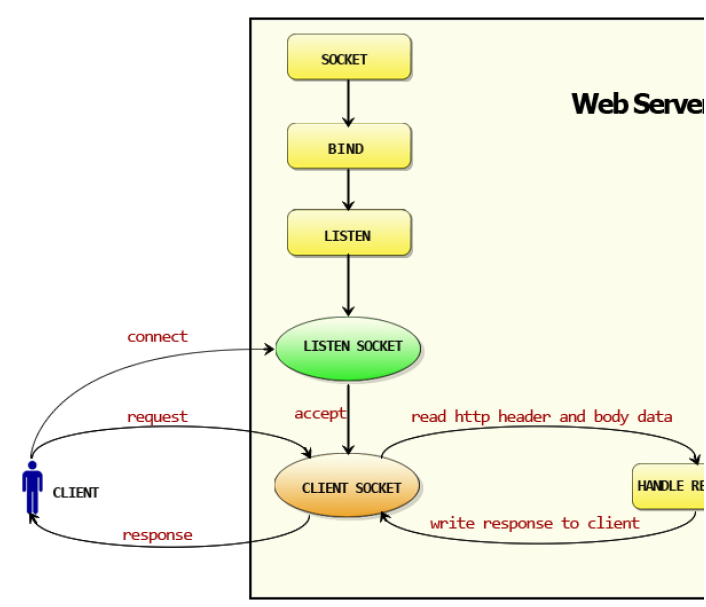 SOCKET
Web Server
BIND
LISTEN
connect
LISTEN SOCKET
request
accept
read http header and body data
CLIENT
CLIENT SOCKET
HANDLE RE
response
write response to client